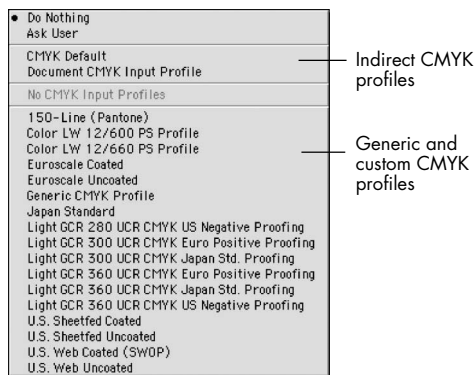 Do Nothing
Ask User
CMYK Default
Document CMYK Input Profile
No CMYK Input Profiles
150-Line (Pantone)
Color LW 12/600 PS Profile
Color LW 12/660 PS Profile
Euroscale Coated
Euroscale Uncoated
Generic CMYK Profile
Japan Standard
Light GCR 280 UCR CMYK US Negative Proofing
Light GCR 300 UCR CMYK Euro Positive Proofing
Light GCR 300 UCR CMYK Japan Std. Proofing
Light GCR 360 UCR CMYK Euro Positive Proofing
Light GCR 360 UCR CMYK Japan Std. Proofing
Light GCR 360 UCR CMYK US Negative Proofing
U.S. Sheetfed Coated
U.S. Sheetfed Uncoated
U.S. Web Coated (SWOP)
U.S. Web Uncoated
Indirect CMYK
profiles
Generic and
custom CMYK
profiles